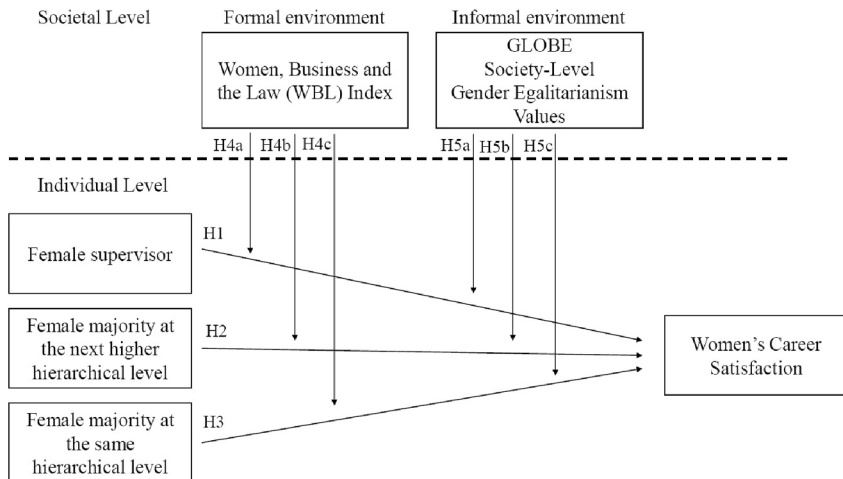 Societal Level
Formal environment
Informal environment
Women, Business and
the Law (WBL) Index
GLOBE
Society-Level
Gender Egalitarianism
Values
H4a
H4b
H4c
H5a
H5b
H5c
Individual Level
Female supervisor
H1
Female majority at
the next higher
hierarchical level
H2
Women’s Career
Satisfaction
Female majority at
the same
hierarchical level
H3